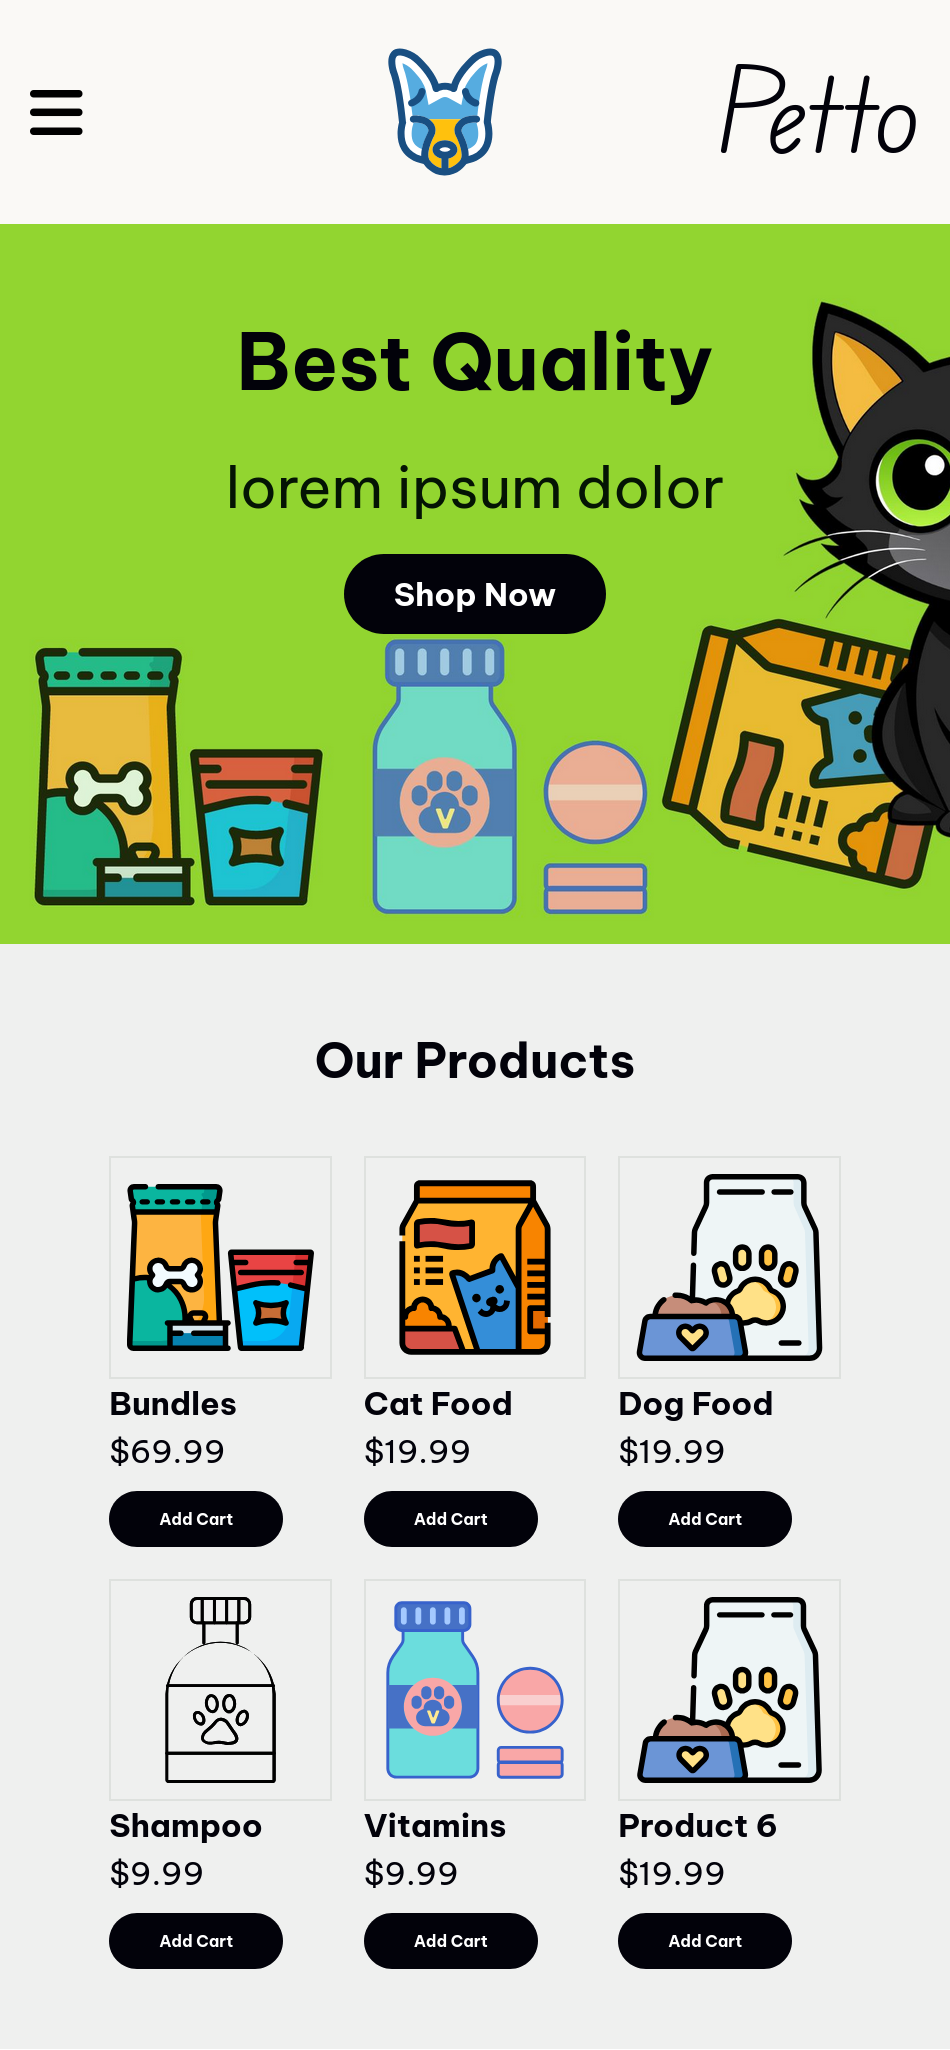 Petto
Best Quality
lorem ipsum dolor
Shop Now
V
Our Products
Bundles
$69.99
Add Cart
Cat Food
$19.99
Add Cart
Dog Food
$19.99
Add Cart
Shampoo
$9.99
Add Cart
V
Vitamins
$9.99
Add Cart
Product 6
$19.99
Add Cart